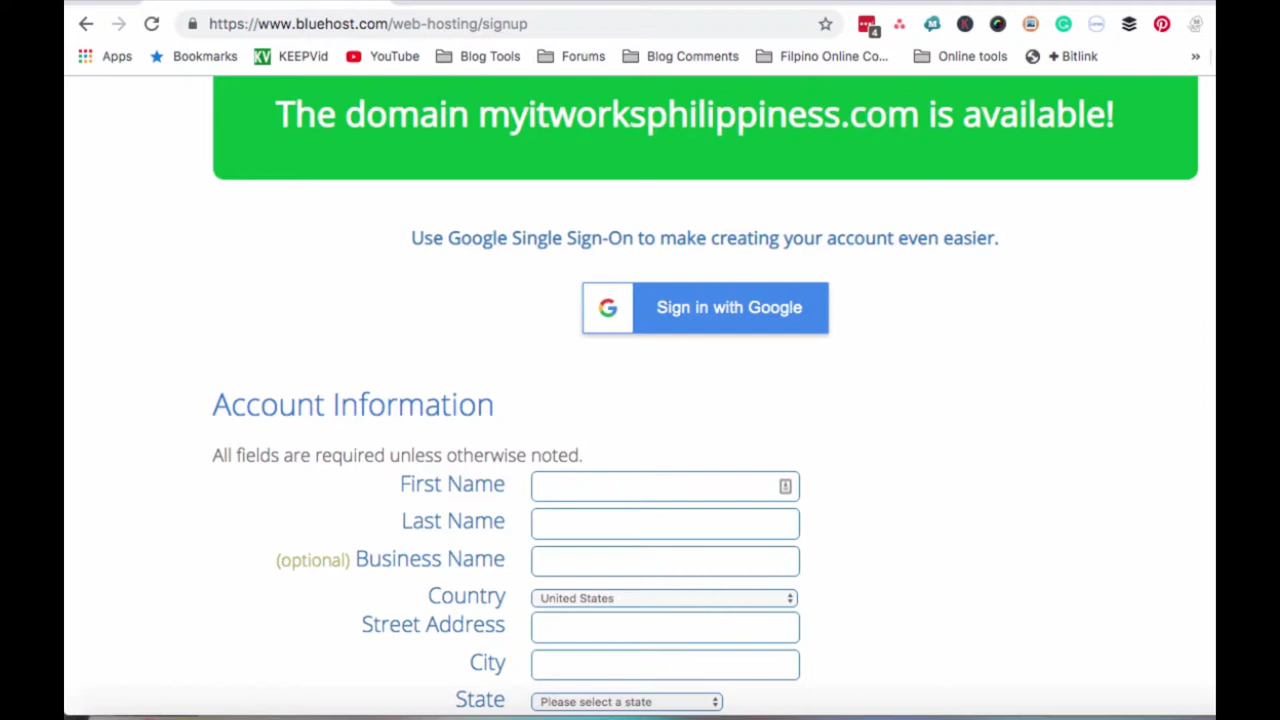 https://www.bluehost.com/web-hosting/signup
4
Apps Bookmarks KV KEEPVid YouTube Blog Tools Forums Blog Comments Filpino Online Co... Online tools + Bitlink »
The domain myitworksphilippiness.com is available!
Use Google Single Sign-On to make creating your account even easier.
G Sign in with Google
Account Information
All fields are required unless otherwise noted.
First Name
Last Name
(optional) Business Name
Country United States
Street Address
City
State Please select a state